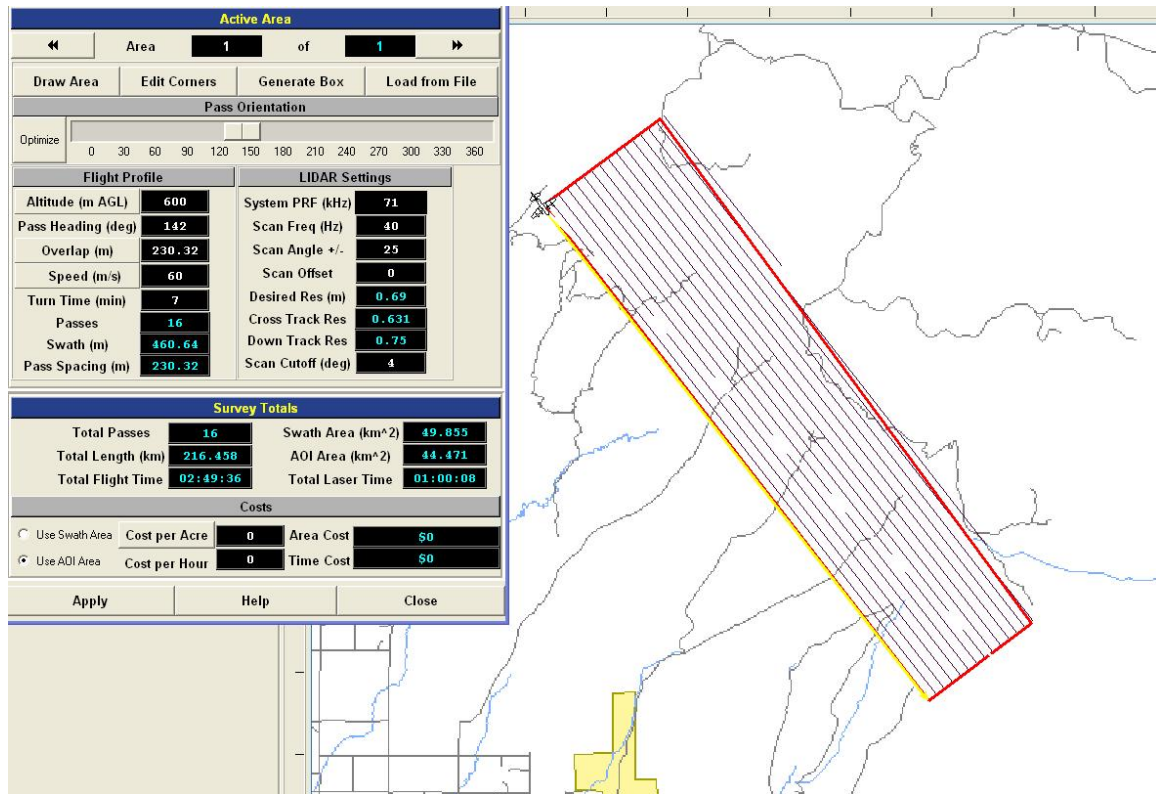 Active Area
Area 1 of 1
Draw Area Edit Corners Generate Box Load from File
Pass Orientation
Optimize
0 30 60 90 120 150 180 210 240 270 300 330 360
Flight Profile LIDAR Settings
Altitude (m AGL) 600 System PRF (kHz) 71
Pass Heading (deg) 142 Scan Freq (Hz) 40
Overlap (m) 230.32 Scan Angle +/- 25
Speed (m/s) 60 Scan Offset 0
Turn Time (min) 7 Desired Res (m) 0.69
Passes 16 Cross Track Res 0.631
Swath (m) 460.64 Down Track Res 0.75
Pass Spacing (m) 230.32 Scan Cutoff (deg) 4
Survey Totals
Total Passes 16 Swath Area (km^2) 49.855
Total Length (km) 216.458 AOI Area (km^2) 44.471
Total Flight Time 02:49:36 Total Laser Time 01:00:08
Costs
Use Swath Area Cost per Acre 0 Area Cost $0
Use AOI Area Cost per Hour 0 Time Cost $0
Apply Help Close